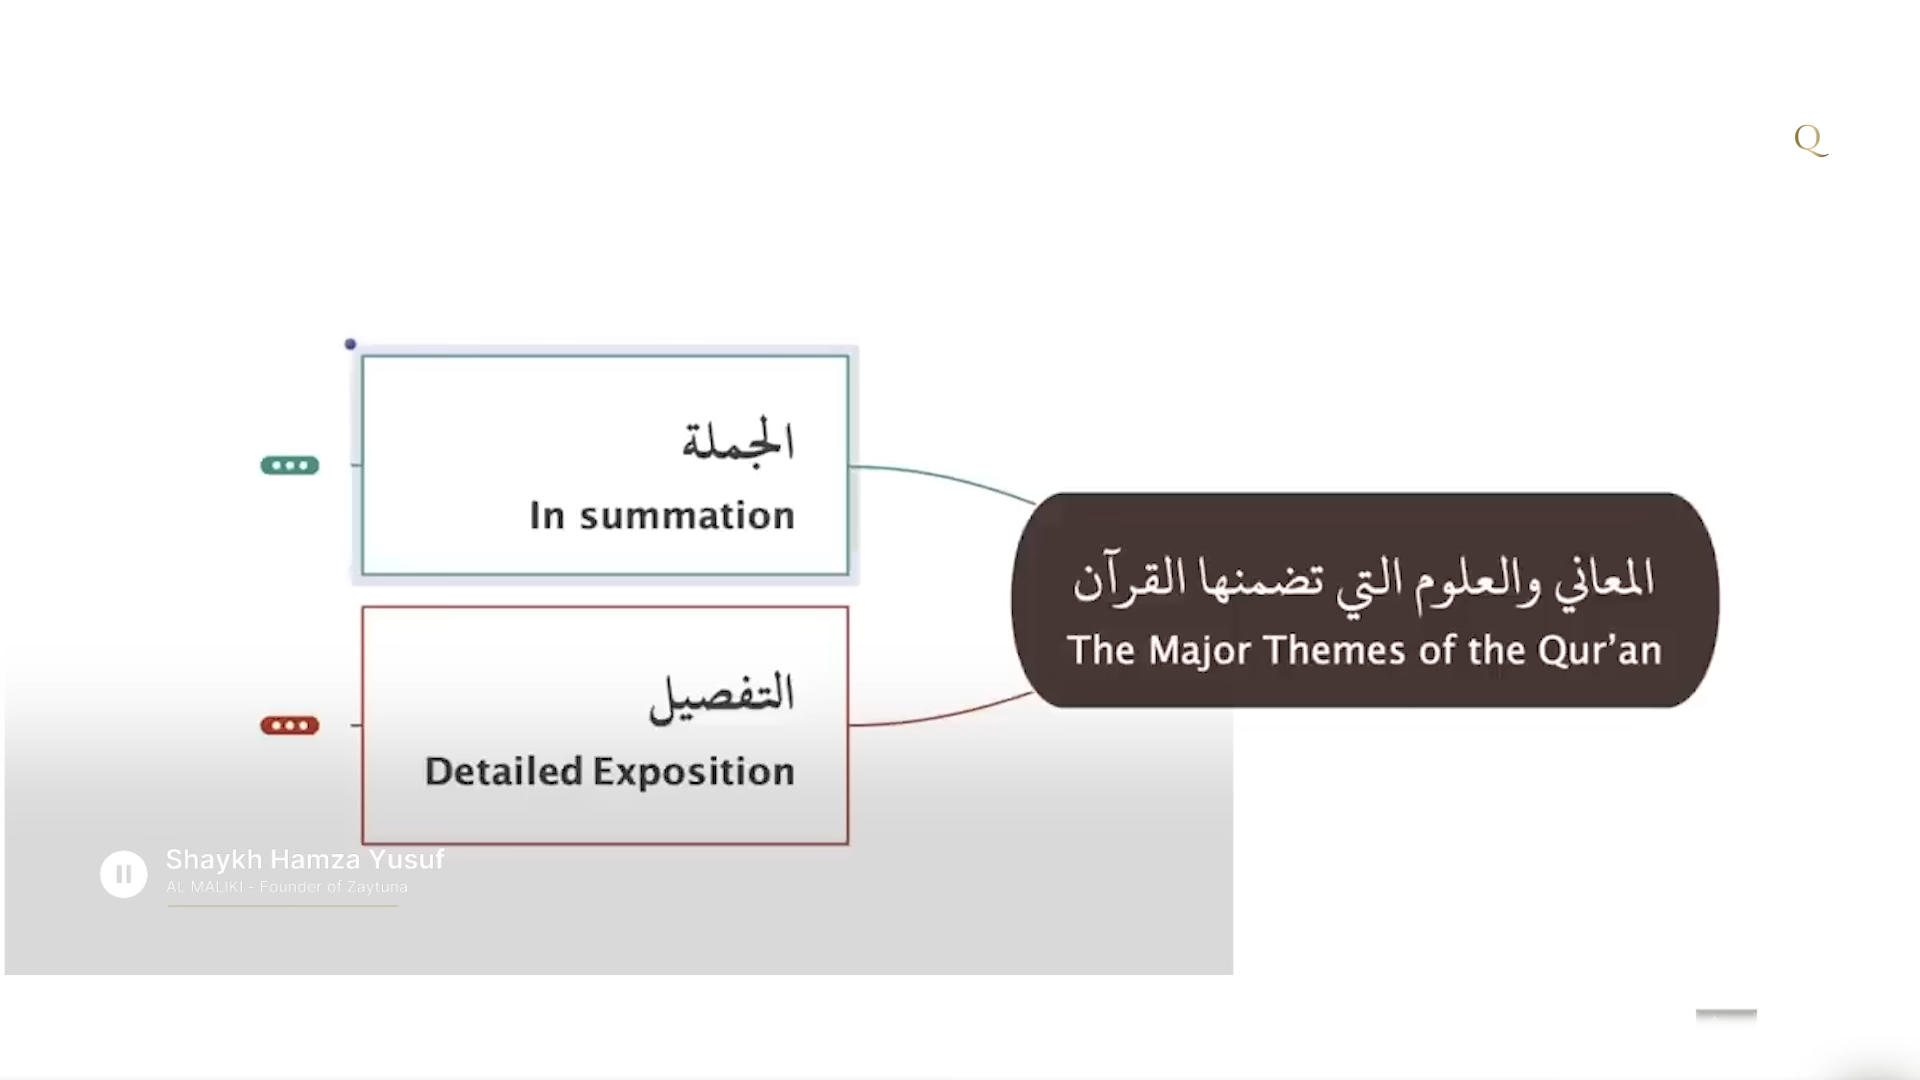 Q
الجملة
In summation
المعاني والعلوم التي تضمنها القرآن
The Major Themes of the Qur’an
التفصيل
Detailed Exposition
Shaykh Hamza Yusuf
AL MALIKI - Founder of Zaytuna